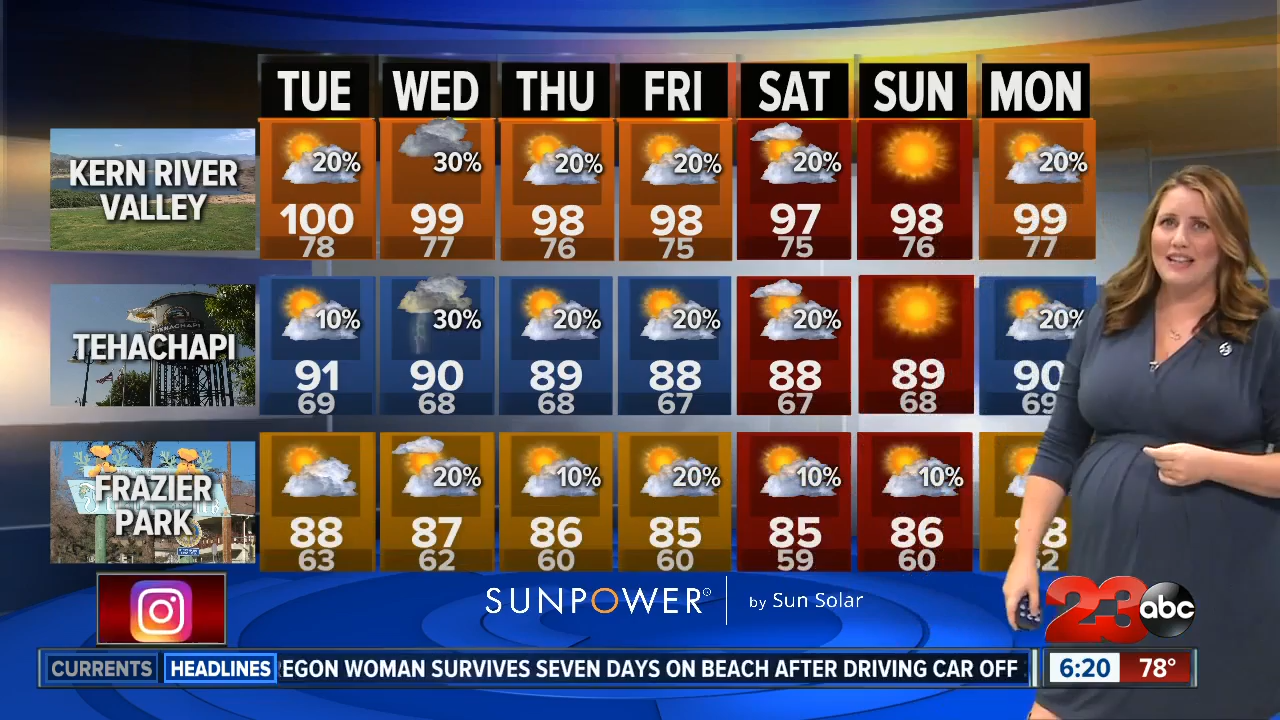 TUE WED THU FRI SAT SUN MON
KERN RIVER
VALLEY
20% 30% 20% 20% 20% 20%
100 99 98 98 97 98 99
78 77 76 75 75 76 77
TEHACHAPI
10% 30% 20% 20% 20% 20%
91 90 89 88 88 89 90
69 68 68 67 67 68 69
FRAZIER
PARK
20% 10% 20% 10% 10%
88 87 86 85 85 86
63 62 60 60 59 60
SUNPOWER® by Sun Solar
23 abc
CURRENTS HEADLINES EGON WOMAN SURVIVES SEVEN DAYS ON BEACH AFTER DRIVING CAR OFF 6:20 78°